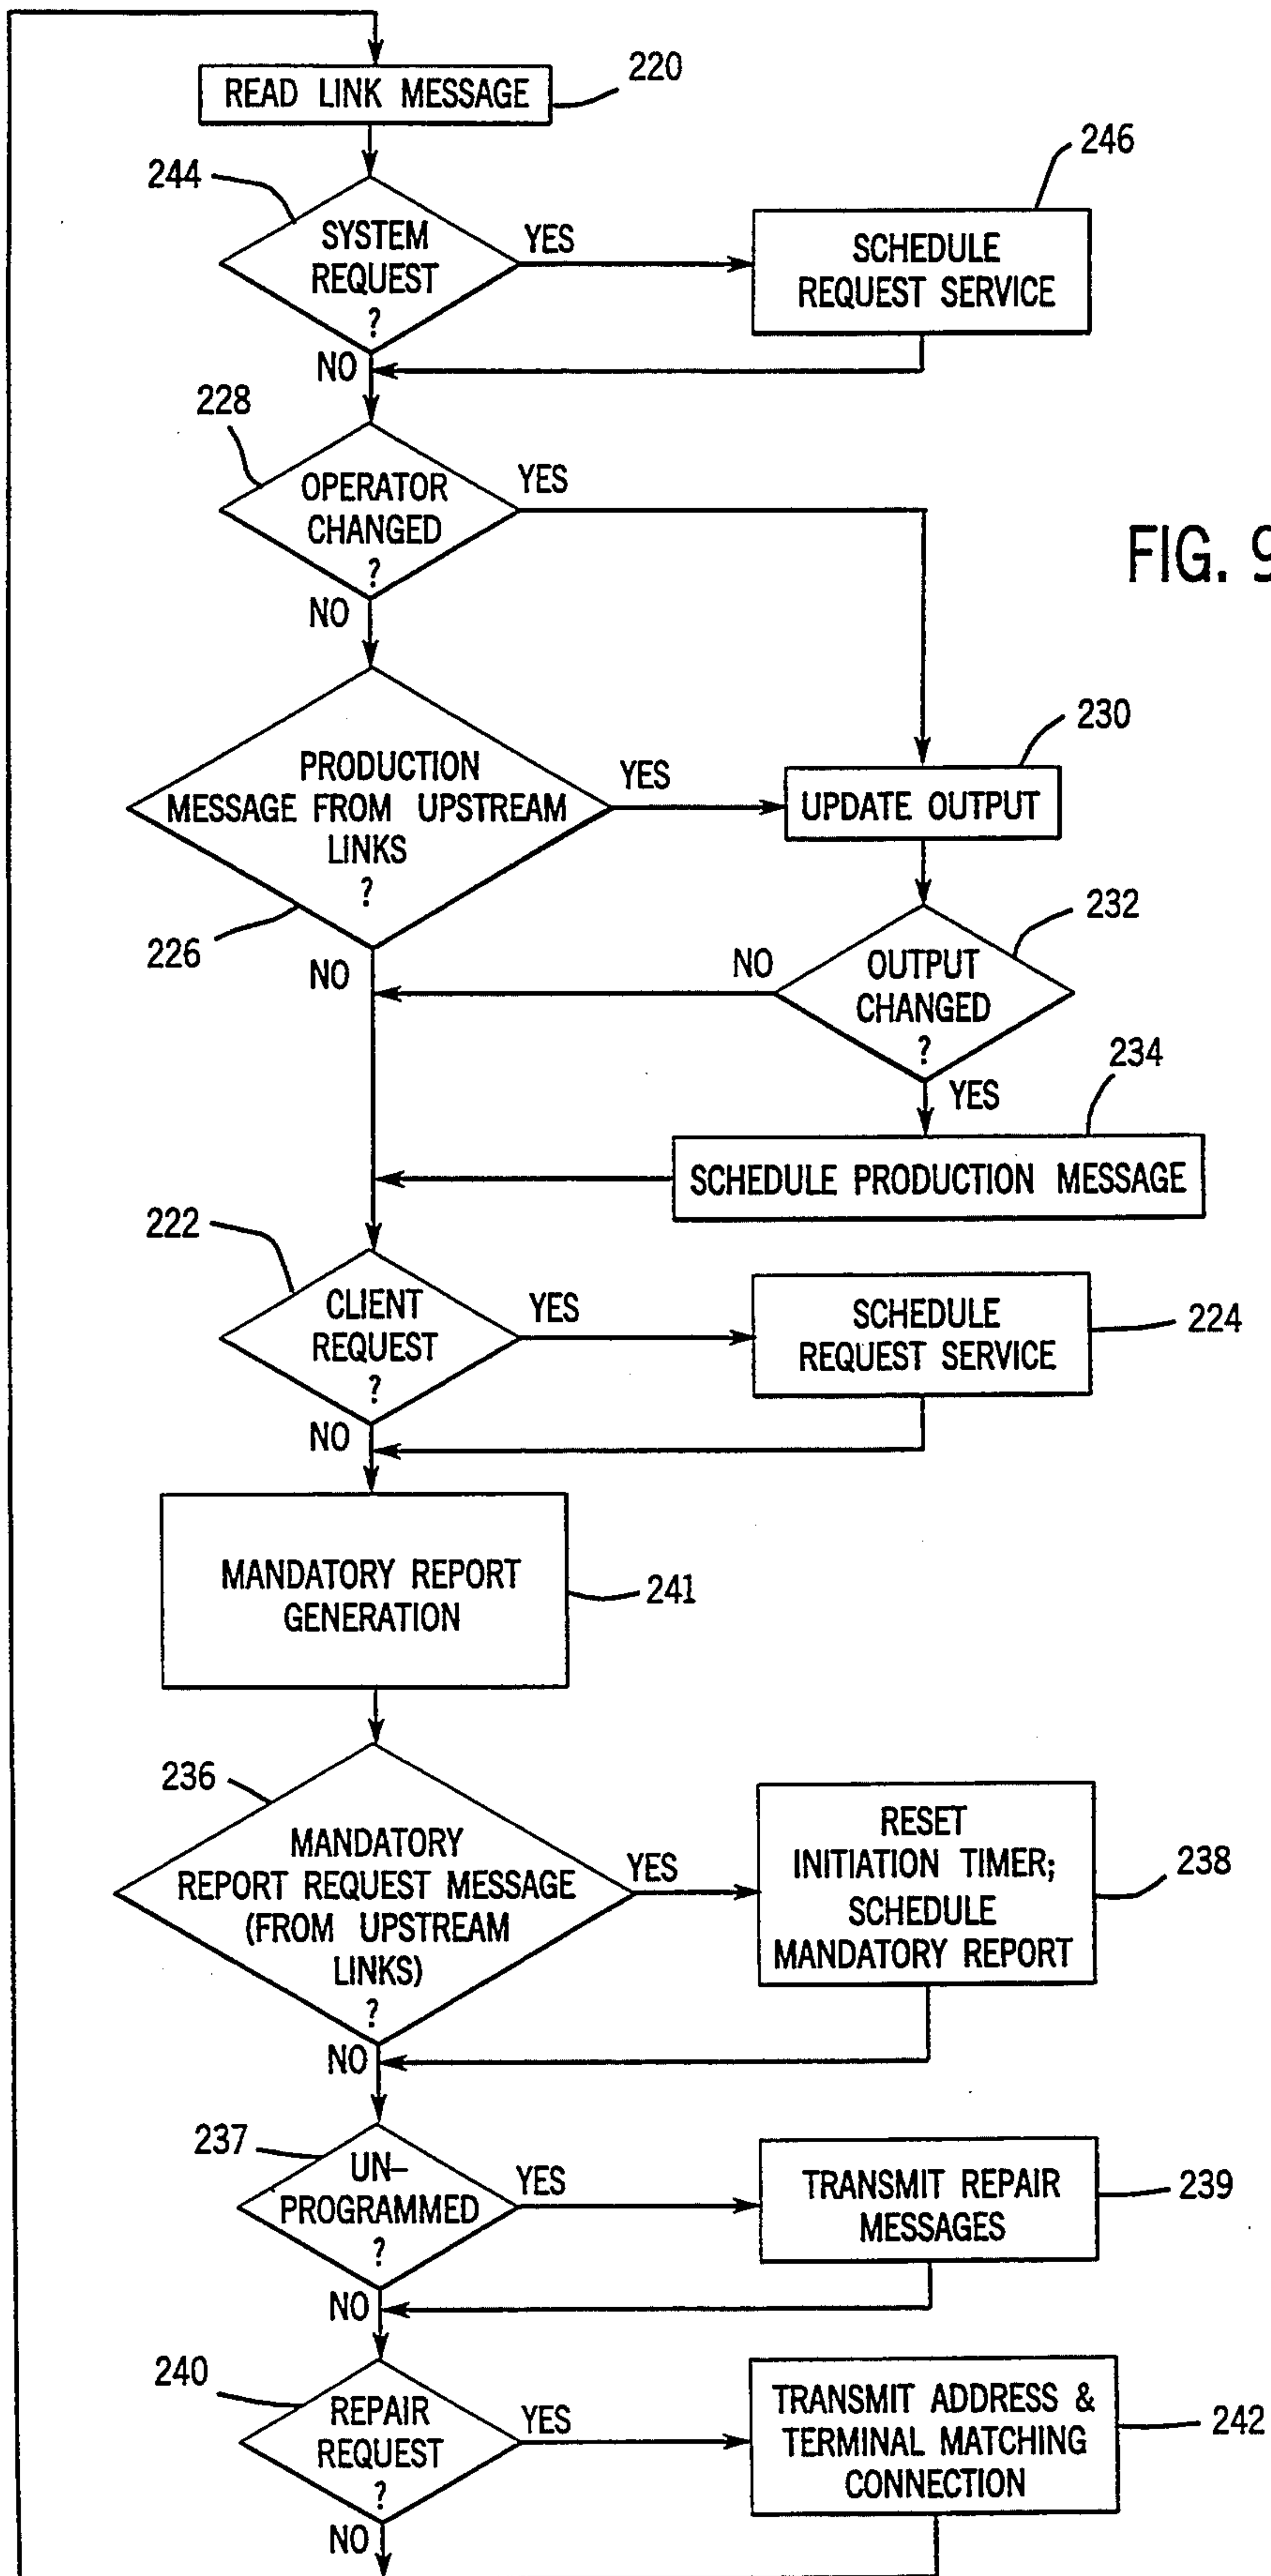 READ LINK MESSAGE
220
244
SYSTEM
REQUEST
?
YES
246
SCHEDULE
REQUEST SERVICE
NO
228
OPERATOR
CHANGED
?
YES
NO
FIG. 9
PRODUCTION
MESSAGE FROM UPSTREAM
LINKS
?
226
YES
230
UPDATE OUTPUT
NO
232
OUTPUT
CHANGED
?
NO
YES
234
SCHEDULE PRODUCTION MESSAGE
222
CLIENT
REQUEST
?
YES
SCHEDULE
REQUEST SERVICE
224
NO
MANDATORY REPORT
GENERATION
241
236
MANDATORY
REPORT REQUEST MESSAGE
(FROM UPSTREAM
LINKS)
?
YES
RESET
INITIATION TIMER;
SCHEDULE
MANDATORY REPORT
238
NO
237
UN-
PROGRAMMED
?
YES
TRANSMIT REPAIR
MESSAGES
239
NO
240
REPAIR
REQUEST
?
YES
TRANSMIT ADDRESS &
TERMINAL MATCHING
CONNECTION
242
NO